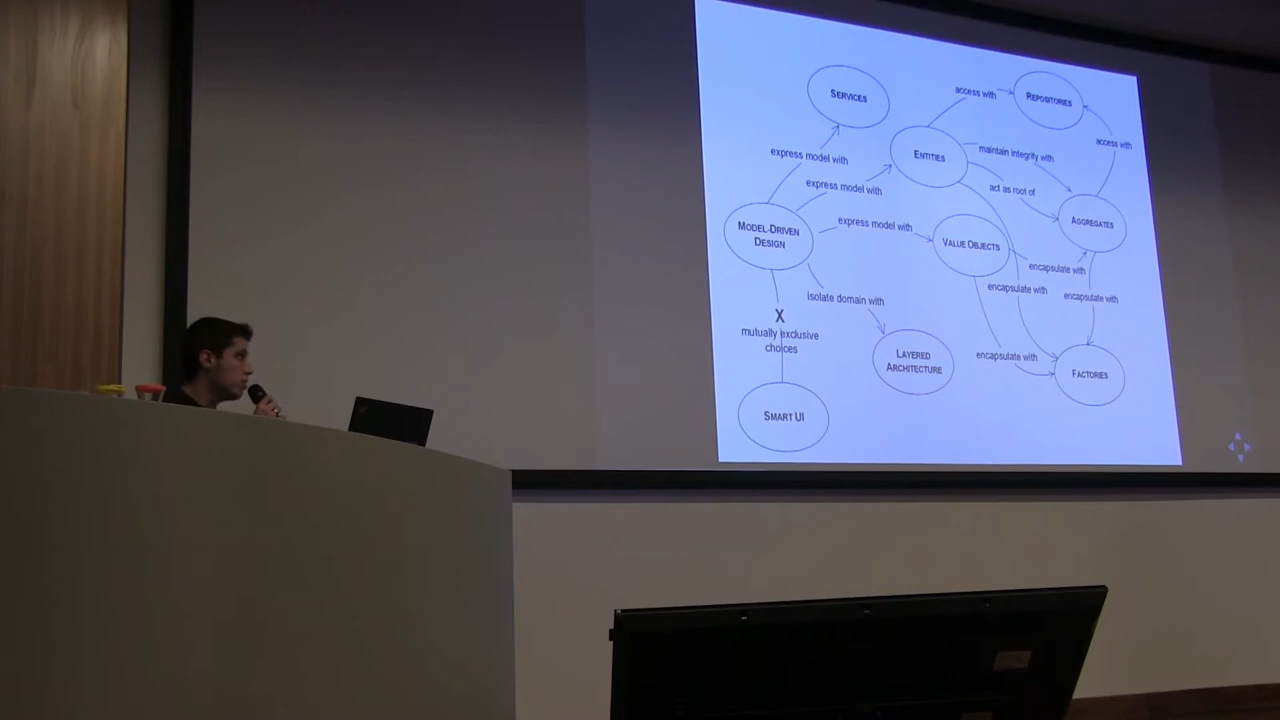 SERVICES
access with
REPOSITORIES
access with
express model with
ENTITIES
maintain integrity with
express model with
act as root of
MODEL-DRIVEN
DESIGN
express model with
VALUE OBJECTS
AGGREGATES
encapsulate with
encapsulate with
encapsulate with
isolate domain with
X
mutually exclusive
choices
LAYERED
ARCHITECTURE
encapsulate with
FACTORIES
SMART UI